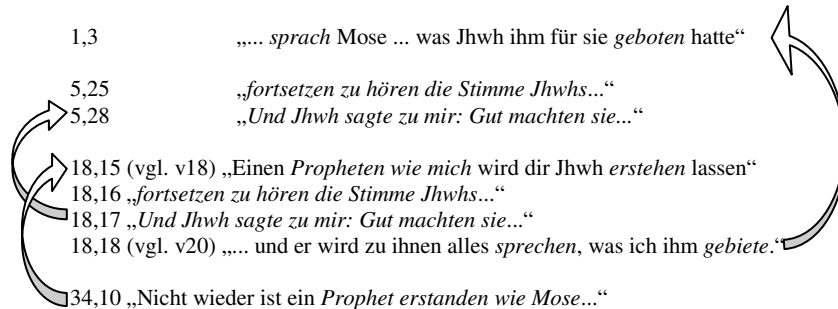 1,3 „... sprach Mose ... was Jhwh ihm für sie geboten hatte“
5,25 „fortsetzen zu hören die Stimme Jhwhs...“
5,28 „Und Jhwh sagte zu mir: Gut machten sie...“
18,15 (vgl. v18) „Einen Propheten wie mich wird dir Jhwh erstehen lassen“
18,16 „fortsetzen zu hören die Stimme Jhwhs...“
18,17 „Und Jhwh sagte zu mir: Gut machten sie...“
18,18 (vgl. v20) „... und er wird zu ihnen alles sprechen, was ich ihm gebiete.“
34,10 „Nicht wieder ist ein Prophet erstanden wie Mose...“